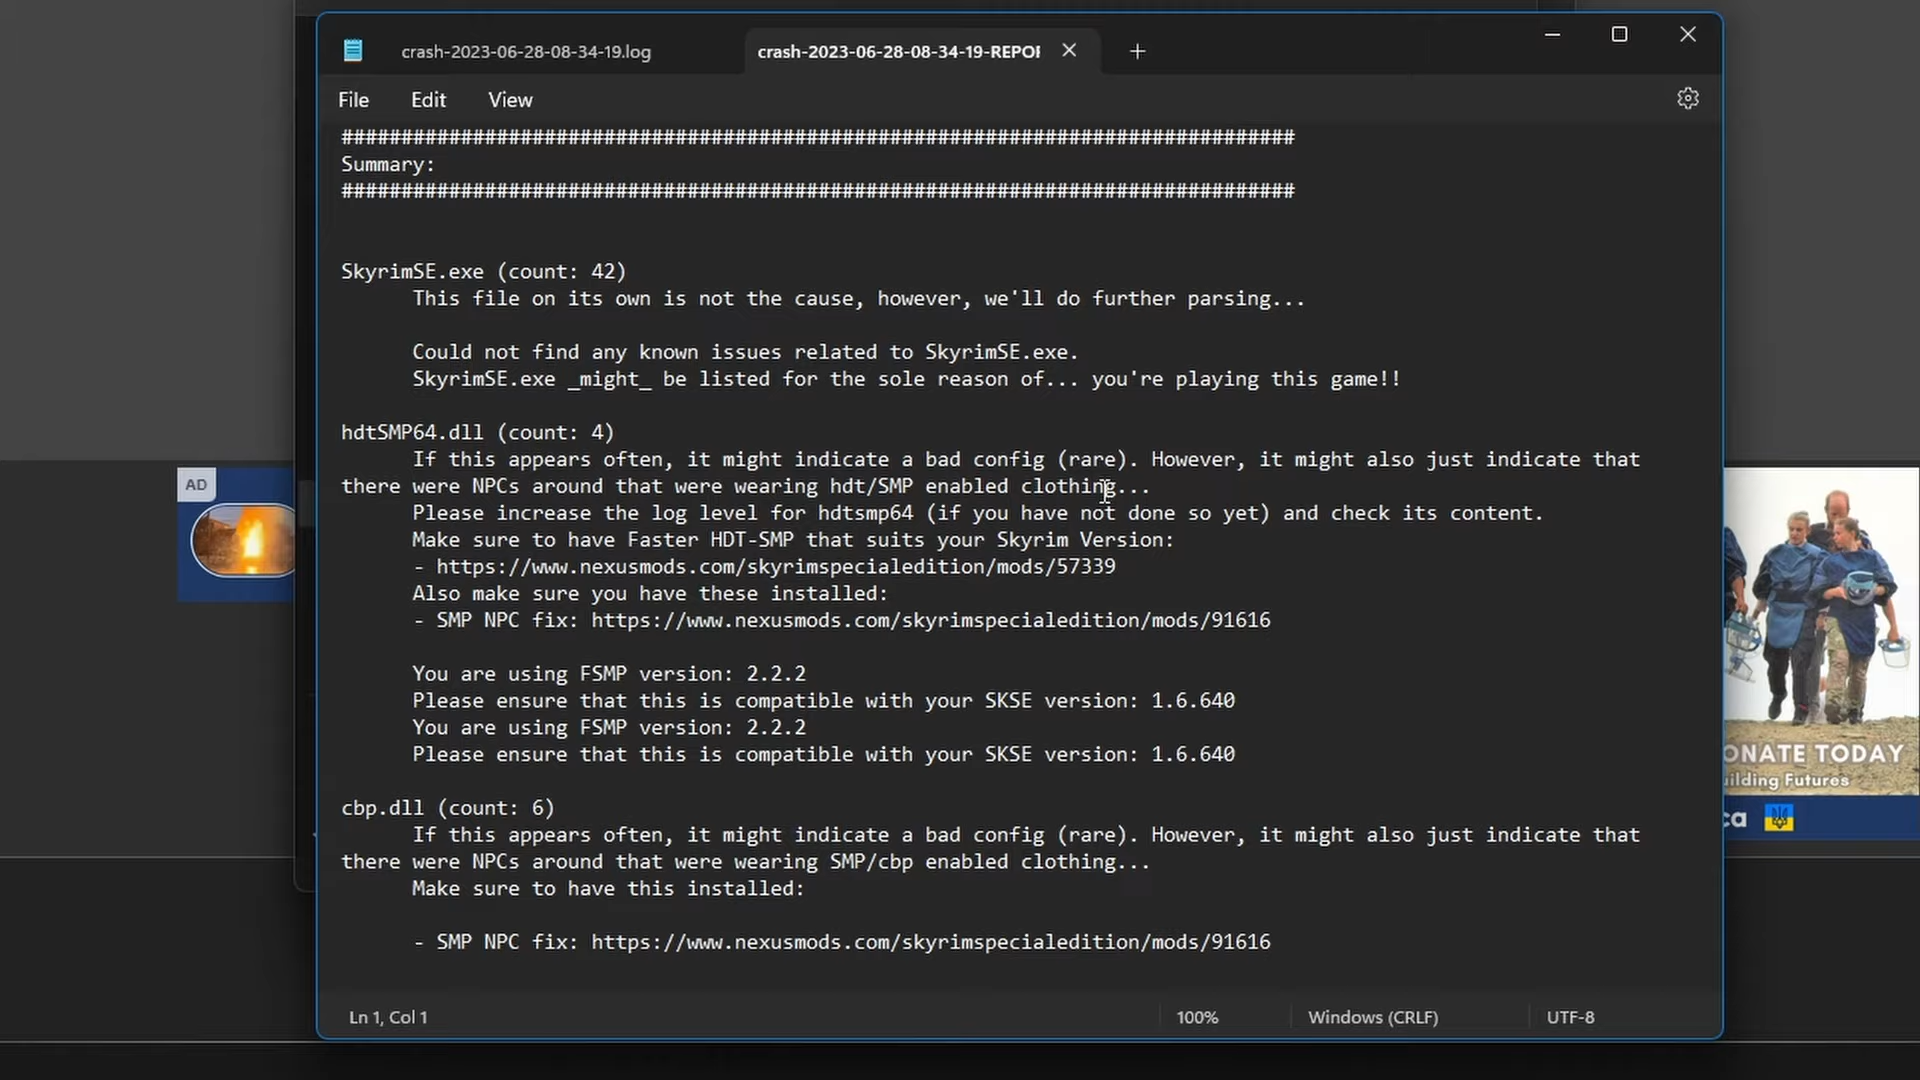 crash-2023-06-28-08-34-19.log
crash-2023-06-28-08-34-19-REPOR
File Edit View
################################################################################
Summary:
################################################################################
SkyrimSE.exe (count: 42)
This file on its own is not the cause, however, we'll do further parsing...
Could not find any known issues related to SkyrimSE.exe.
SkyrimSE.exe _might_ be listed for the sole reason of... you're playing this game!!
hdtSMP64.dll (count: 4)
If this appears often, it might indicate a bad config (rare). However, it might also just indicate that
there were NPCs around that were wearing hdt/SMP enabled clothing...
Please increase the log level for hdtsmp64 (if you have not done so yet) and check its content.
Make sure to have Faster HDT-SMP that suits your Skyrim Version:
- https://www.nexusmods.com/skyrimspecialedition/mods/57339
Also make sure you have these installed:
- SMP NPC fix: https://www.nexusmods.com/skyrimspecialedition/mods/91616
You are using FSMP version: 2.2.2
Please ensure that this is compatible with your SKSE version: 1.6.640
You are using FSMP version: 2.2.2
Please ensure that this is compatible with your SKSE version: 1.6.640
cbp.dll (count: 6)
If this appears often, it might indicate a bad config (rare). However, it might also just indicate that
there were NPCs around that were wearing SMP/cbp enabled clothing...
Make sure to have this installed:
- SMP NPC fix: https://www.nexusmods.com/skyrimspecialedition/mods/91616
Ln 1, Col 1
100%
Windows (CRLF)
UTF-8
AD
ONATE TODAY
uilding Futures
ca